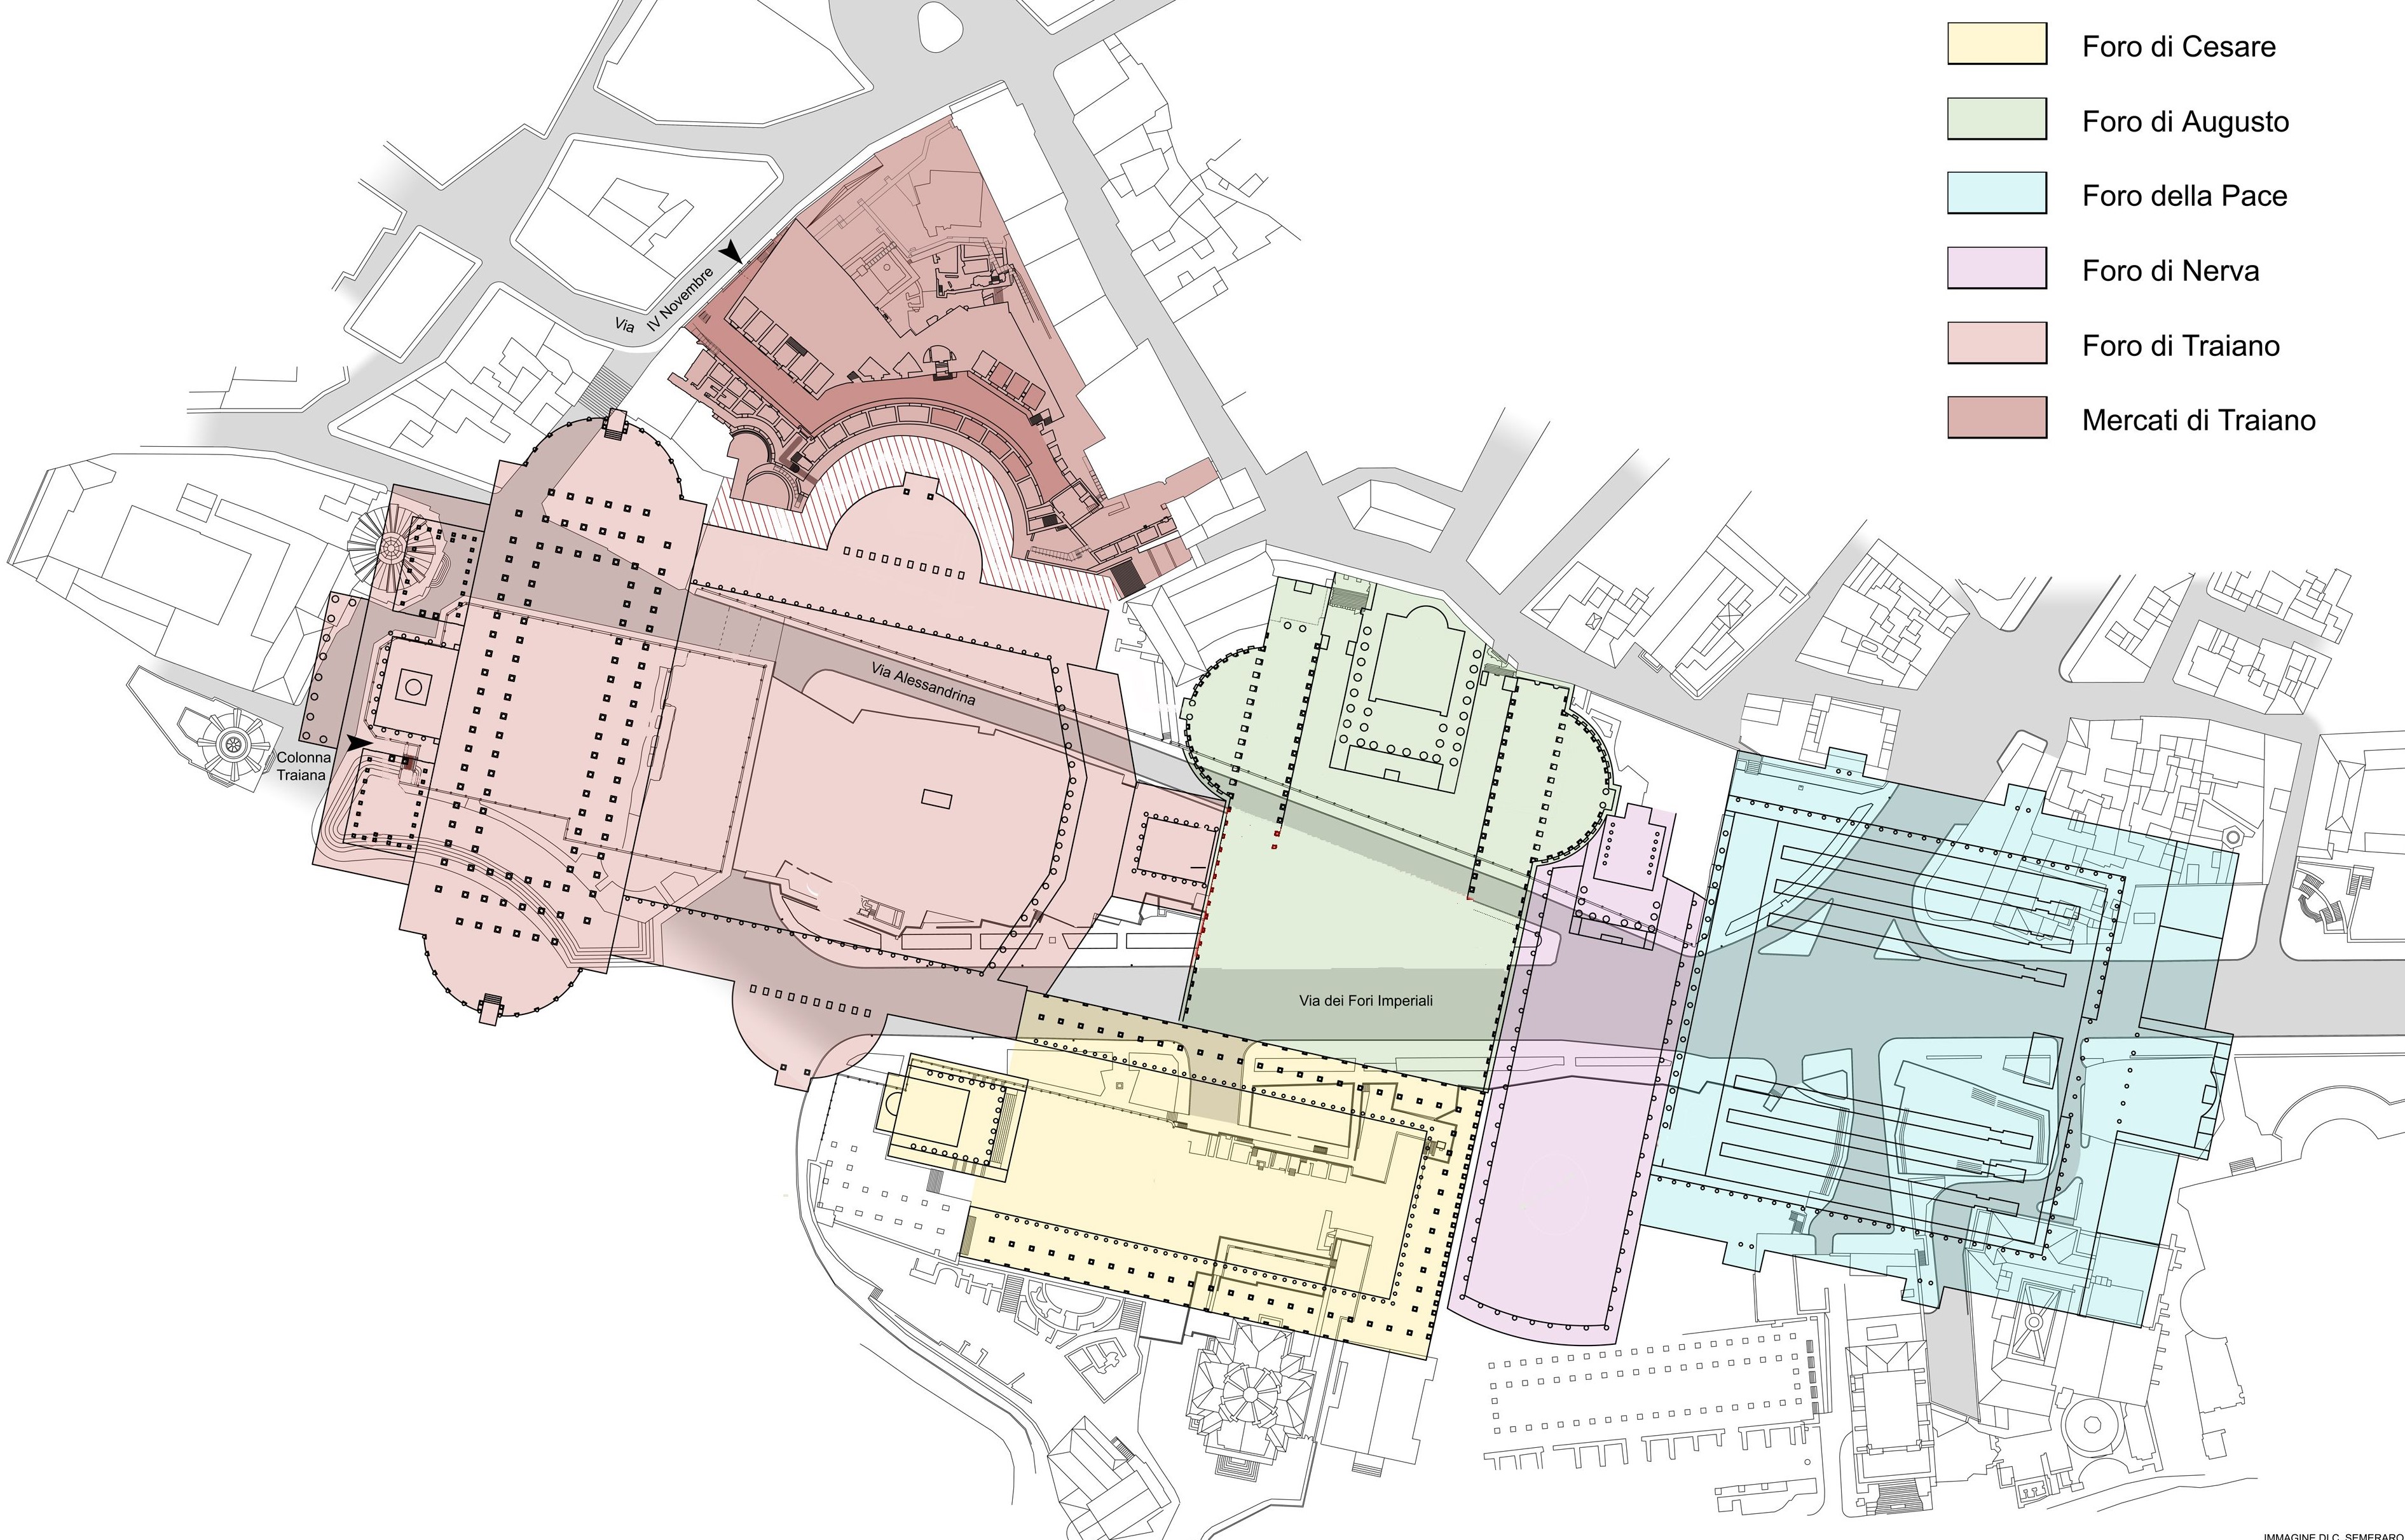 Foro di Cesare
Foro di Augusto
Foro della Pace
Foro di Nerva
Foro di Traiano
Mercati di Traiano
Via IV Novembre
Via Alessandrina
Colonna
Traiana
Via dei Fori Imperiali
IMMAGINE DI C. SEMERARO